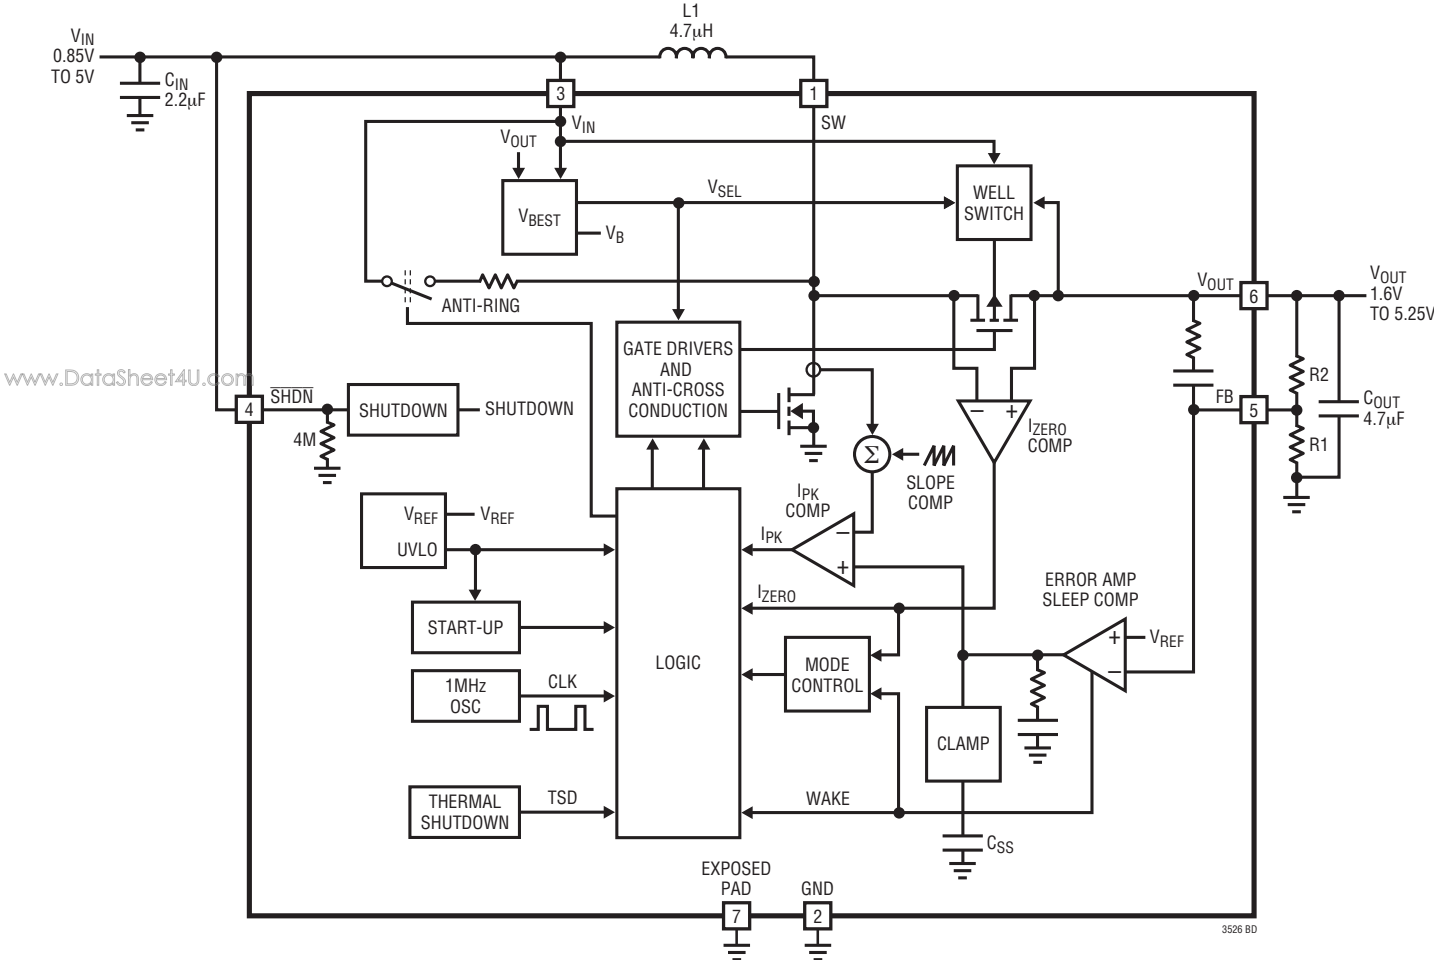 L1
4.7µH
VIN
0.85V
TO 5V
CIN
2.2µF
3
1
VIN
SW
VOUT
VBEST
VSEL
VB
WELL
SWITCH
ANTI-RING
VOUT
6
VOUT
1.6V
TO 5.25V
GATE DRIVERS
AND
ANTI-CROSS
CONDUCTION
www.DataSheet4U.com
4
SHDN
SHUTDOWN
SHUTDOWN
4M
– +
IZERO
COMP
FB
5
R2
R1
COUT
4.7µF
Σ
SLOPE
COMP
IPK
COMP
–
+
IPK
VREF
VREF
UVLO
START-UP
1MHz
OSC
CLK
THERMAL
SHUTDOWN
TSD
LOGIC
IZERO
MODE
CONTROL
WAKE
ERROR AMP
SLEEP COMP
+
–
VREF
CLAMP
CSS
EXPOSED
PAD
7
GND
2
3526 BD